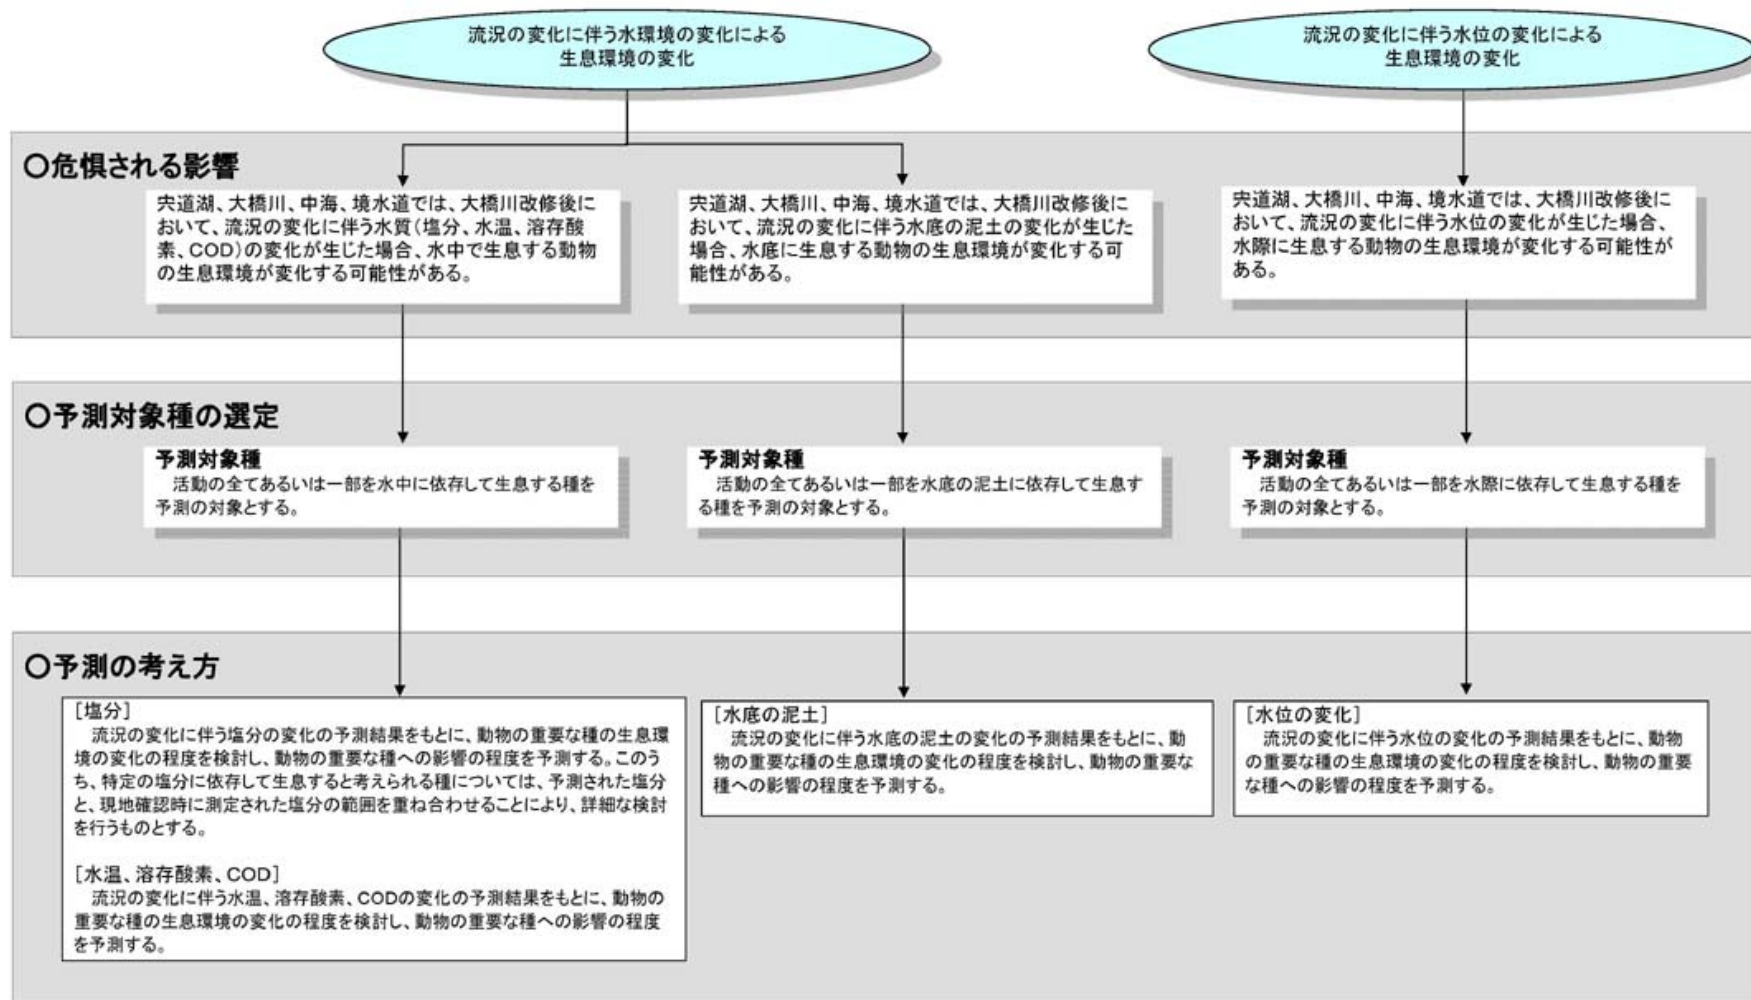 流況の変化に伴う水環境の変化による
生息環境の変化
流況の変化に伴う水位の変化による
生息環境の変化
○危惧される影響
宍道湖、大橋川、中海、境水道では、大橋川改修後に
おいて、流況の変化に伴う水質(塩分、水温、溶存酸
素、COD)の変化が生じた場合、水中で生息する動物
の生息環境が変化する可能性がある。
宍道湖、大橋川、中海、境水道では、大橋川改修後に
おいて、流況の変化に伴う水底の泥土の変化が生じた
場合、水底に生息する動物の生息環境が変化する可
能性がある。
宍道湖、大橋川、中海、境水道では、大橋川改修後に
おいて、流況の変化に伴う水位の変化が生じた場合、
水際に生息する動物の生息環境が変化する可能性が
ある。
○予測対象種の選定
予測対象種
活動の全てあるいは一部を水中に依存して生息する種を
予測の対象とする。
予測対象種
活動の全てあるいは一部を水底の泥土に依存して生息す
る種を予測の対象とする。
予測対象種
活動の全てあるいは一部を水際に依存して生息する種を
予測の対象とする。
○予測の考え方
[塩分]
流況の変化に伴う塩分の変化の予測結果をもとに、動物の重要な種の生息環
境の変化の程度を検討し、動物の重要な種への影響の程度を予測する。このう
ち、特定の塩分に依存して生息すると考えられる種については、予測された塩分
と、現地確認時に測定された塩分の範囲を重ね合わせることにより、詳細な検討
を行うものとする。
[水温、溶存酸素、COD]
流況の変化に伴う水温、溶存酸素、CODの変化の予測結果をもとに、動物の
重要な種の生息環境の変化の程度を検討し、動物の重要な種への影響の程度
を予測する。
[水底の泥土]
流況の変化に伴う水底の泥土の変化の予測結果をもとに、動
物の重要な種の生息環境の変化の程度を検討し、動物の重要な
種への影響の程度を予測する。
[水位の変化]
流況の変化に伴う水位の変化の予測結果をもとに、動物
の重要な種の生息環境の変化の程度を検討し、動物の重要
な種への影響の程度を予測する。